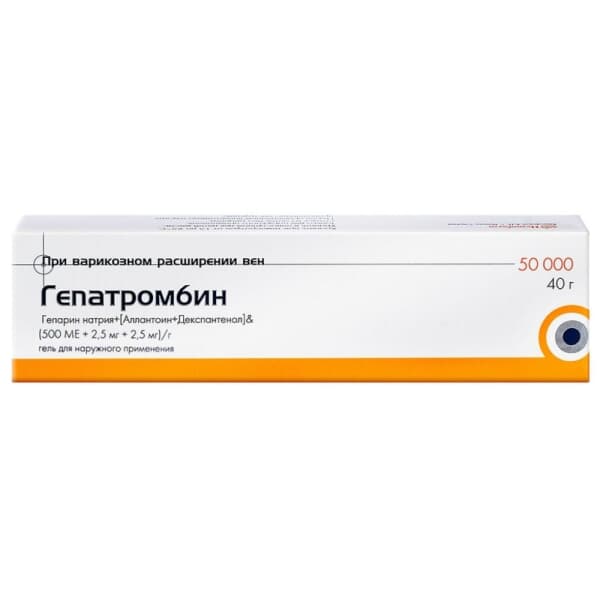 При варикозном расширении вен
50 000
40 г
Гепатромбин
Гепарин натрия+[Аллантоин+Декспантенол]&
(500 МЕ + 2,5 мг + 2,5 мг)/г
гель для наружного применения